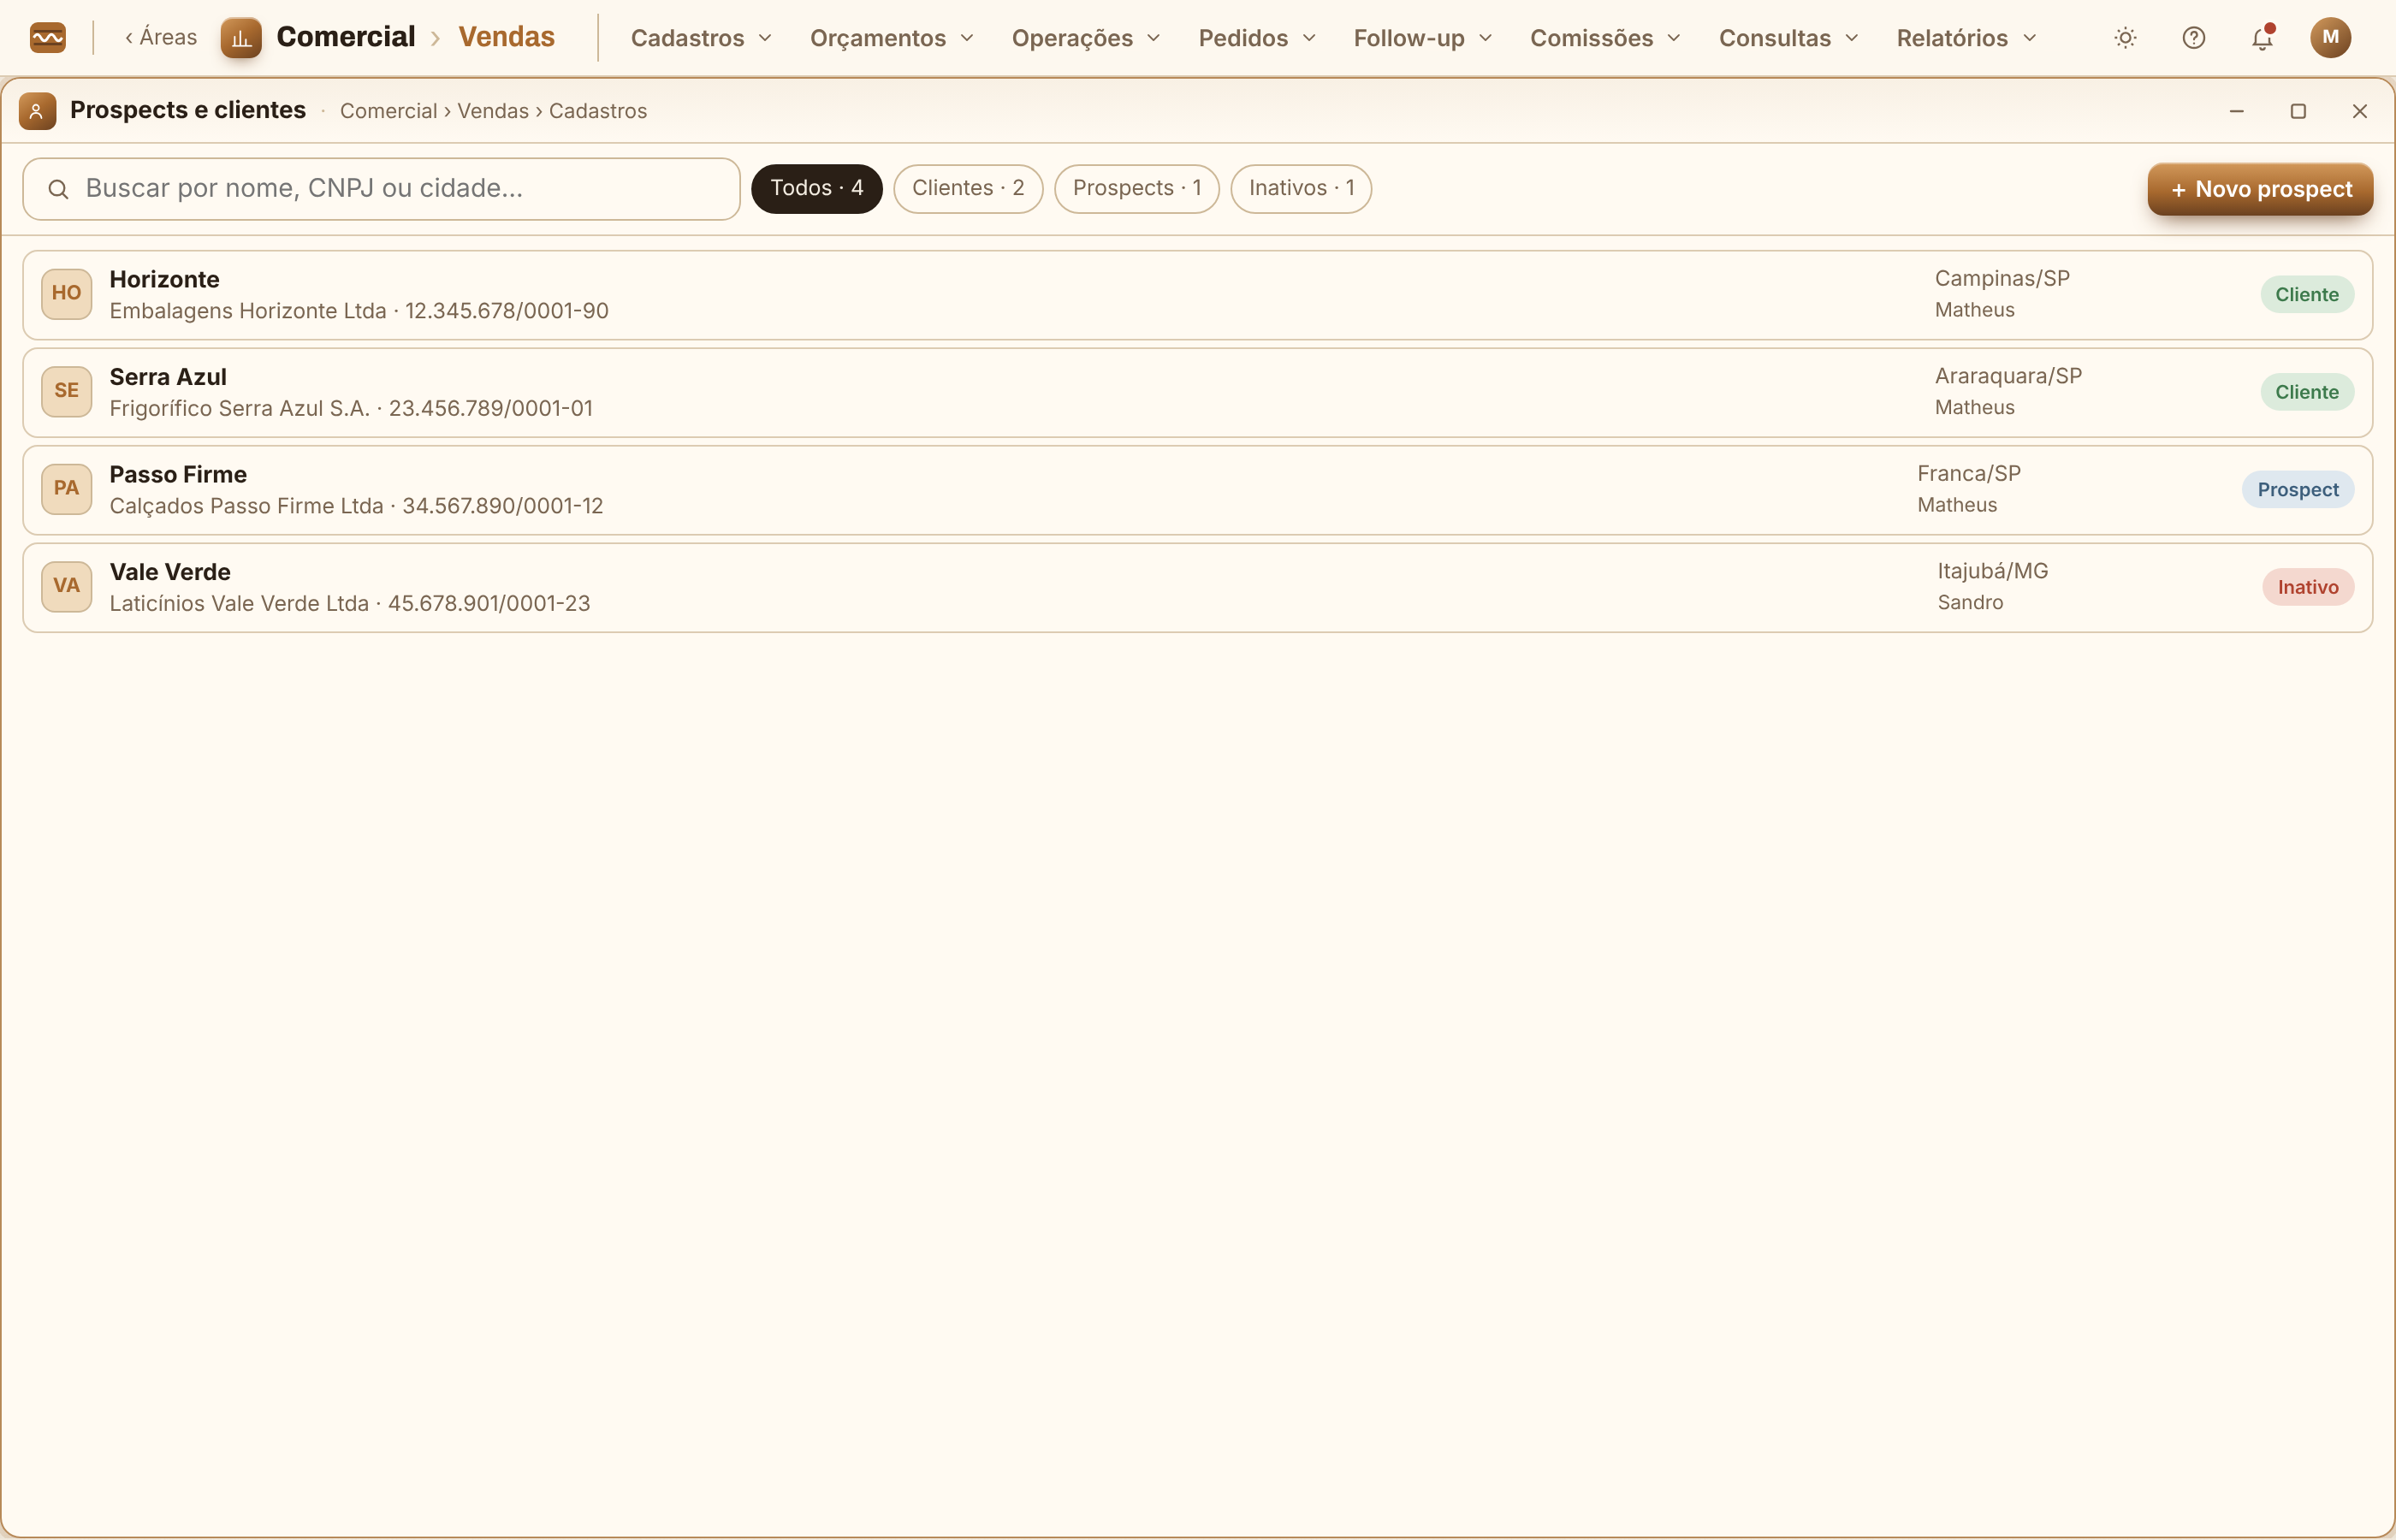 ‹ Áreas Comercial › Vendas Cadastros Orçamentos Operações Pedidos Follow-up Comissões Consultas Relatórios M
Prospects e clientes · Comercial › Vendas › Cadastros
Buscar por nome, CNPJ ou cidade... Todos · 4 Clientes · 2 Prospects · 1 Inativos · 1 + Novo prospect
HO Horizonte
Embalagens Horizonte Ltda · 12.345.678/0001-90
Campinas/SP
Matheus
Cliente
SE Serra Azul
Frigorífico Serra Azul S.A. · 23.456.789/0001-01
Araraquara/SP
Matheus
Cliente
PA Passo Firme
Calçados Passo Firme Ltda · 34.567.890/0001-12
Franca/SP
Matheus
Prospect
VA Vale Verde
Laticínios Vale Verde Ltda · 45.678.901/0001-23
Itajubá/MG
Sandro
Inativo